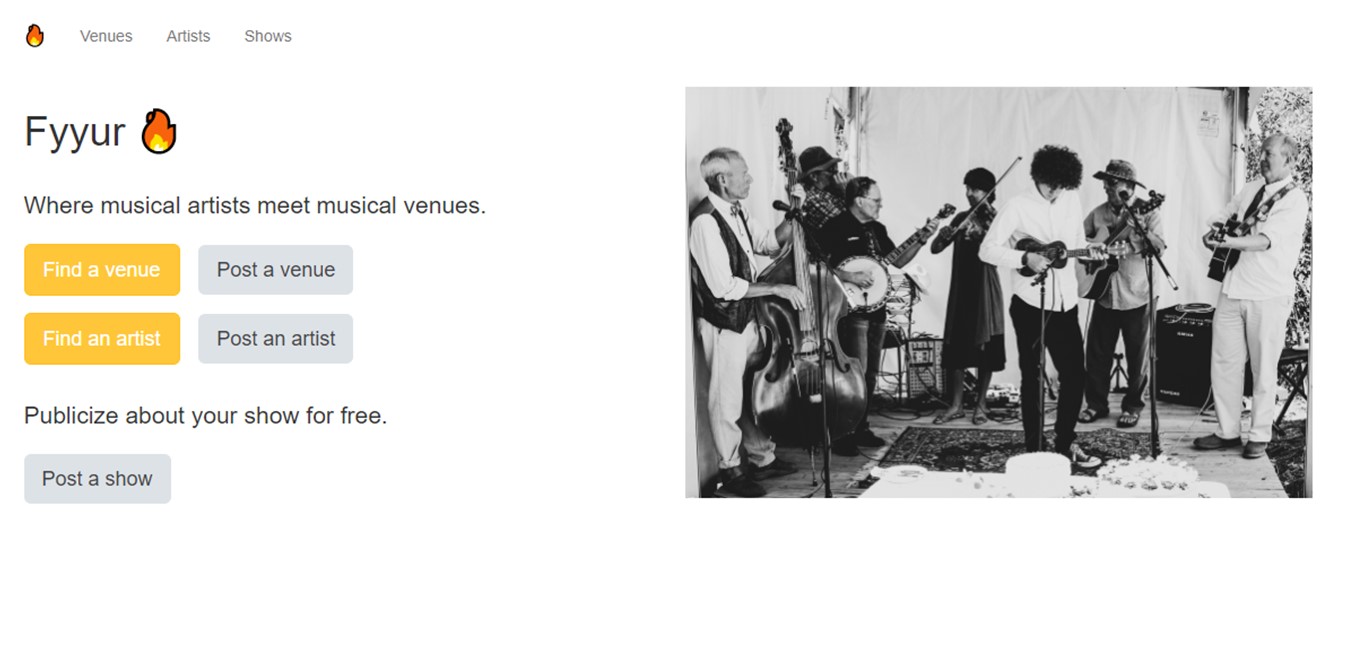 Venues Artists Shows
Fyyur 🔥
Where musical artists meet musical venues.
Find a venue Post a venue
Find an artist Post an artist
Publicize about your show for free.
Post a show